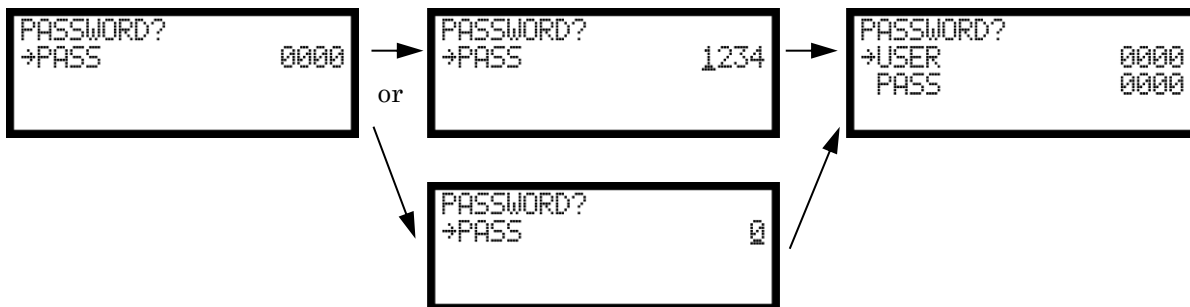 PASSWORD?
→PASS 0000
or
PASSWORD?
→PASS 1234
PASSWORD?
→PASS 0
PASSWORD?
→USER 0000
PASS 0000